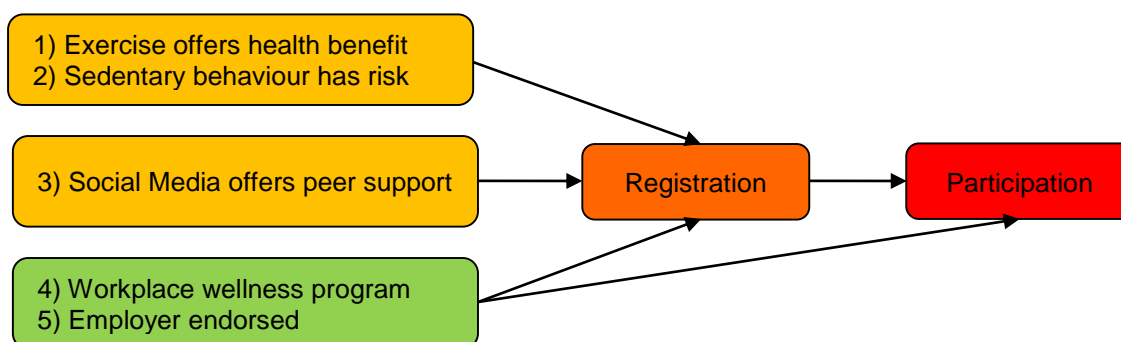 1) Exercise offers health benefit
2) Sedentary behaviour has risk
3) Social Media offers peer support
Registration
Participation
4) Workplace wellness program
5) Employer endorsed